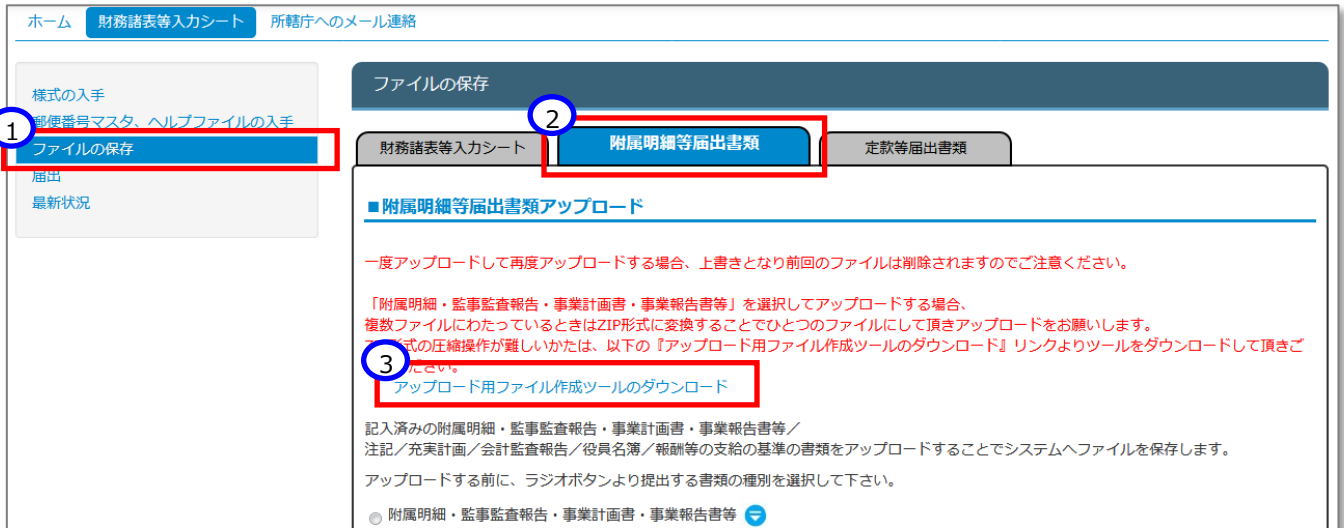 ホーム 財務諸表等入力シート 所轄庁へのメール連絡
様式の入手
郵便番号マスタ、ヘルプファイルの入手
1
ファイルの保存
届出
最新状況
ファイルの保存
2
財務諸表等入力シート 附属明細等届出書類 定款等届出書類
■附属明細等届出書類アップロード
一度アップロードして再度アップロードする場合、上書きとなり前回のファイルは削除されますのでご注意ください。
「附属明細・監事監査報告・事業計画書・事業報告書等」を選択してアップロードする場合、
複数ファイルにわたっているときはZIP形式に変換することでひとつのファイルにして頂きアップロードをお願いします。
形式の圧縮操作が難しいかたは、以下の『アップロード用ファイル作成ツールのダウンロード』リンクよりツールをダウンロードして頂きご
ださい。
3
アップロード用ファイル作成ツールのダウンロード
記入済みの附属明細・監事監査報告・事業計画書・事業報告書等／
注記／充実計画／会計監査報告／役員名簿／報酬等の支給の基準の書類をアップロードすることでシステムへファイルを保存します。
アップロードする前に、ラジオボタンより提出する書類の種別を選択して下さい。
附属明細・監事監査報告・事業計画書・事業報告書等